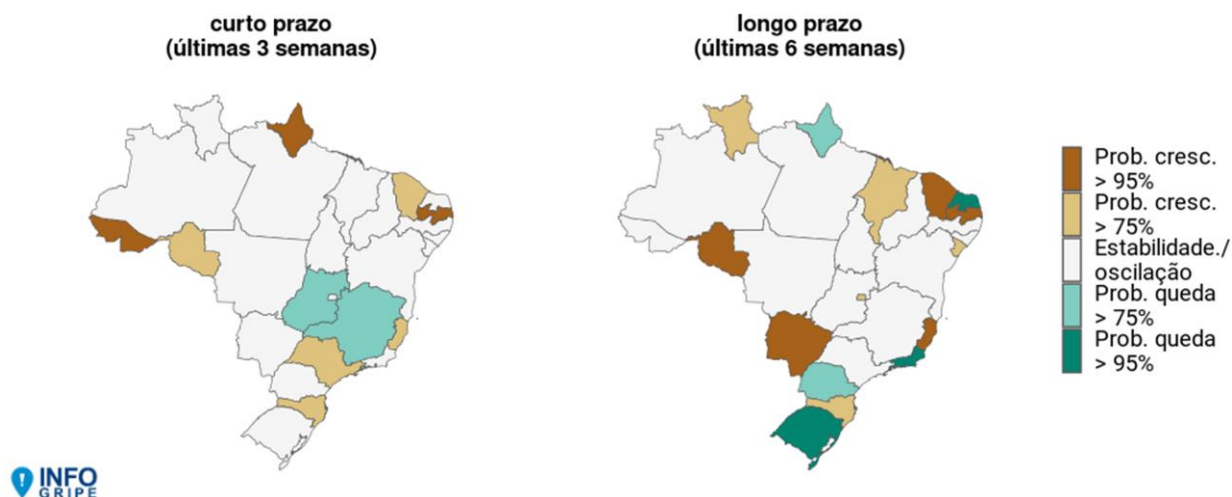 curto prazo
(últimas 3 semanas)
longo prazo
(últimas 6 semanas)
Prob. cresc.
> 95%
Prob. cresc.
> 75%
Estabilidade./
oscilação
Prob. queda
> 75%
Prob. queda
> 95%
INFO
GRIPE